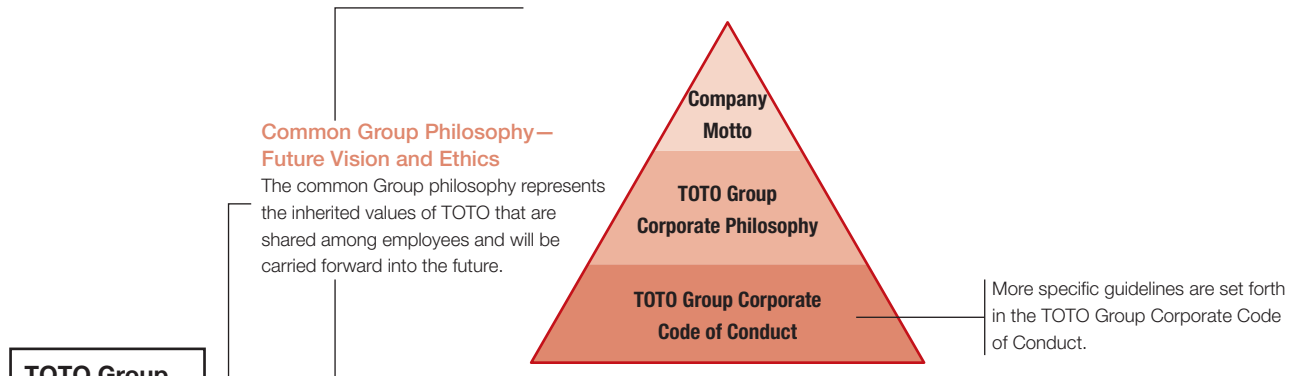 Company
Motto
Common Group Philosophy—
Future Vision and Ethics
The common Group philosophy represents
the inherited values of TOTO that are
shared among employees and will be
carried forward into the future.
TOTO Group
Corporate Philosophy
TOTO Group Corporate
Code of Conduct
More specific guidelines are set forth
in the TOTO Group Corporate Code
of Conduct.
TOTO Group